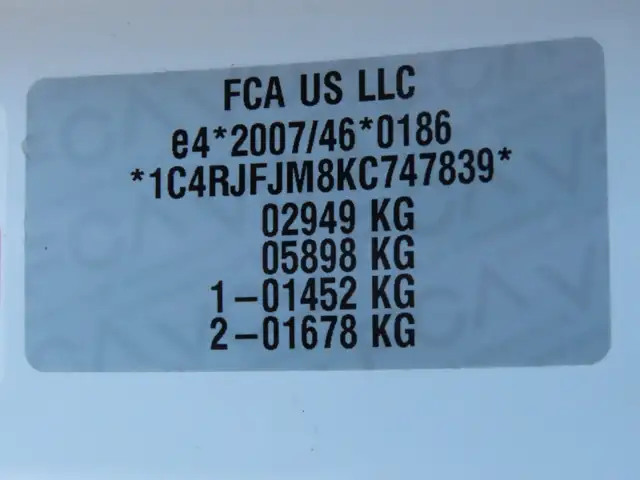 FCA US LLC
e4*2007/46*0186
*1C4RJFJM8KC747839*
02949 KG
05898 KG
1-01452 KG
2-01678 KG